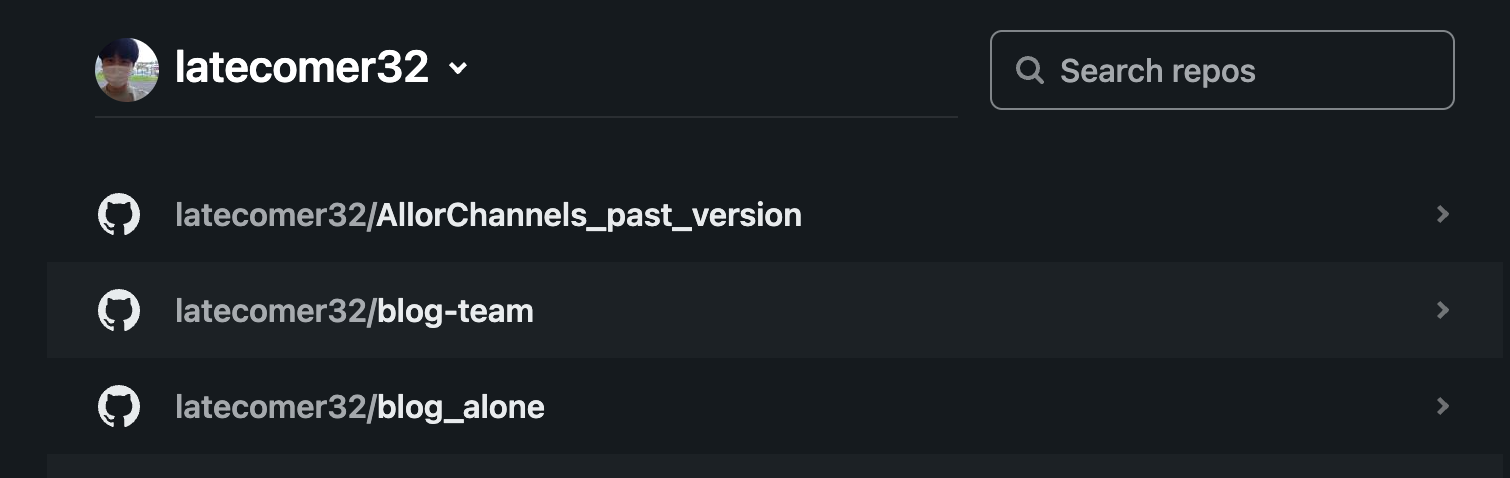 latecomer32
Search repos
latecomer32/AllorChannels_past_version
latecomer32/blog-team
latecomer32/blog_alone